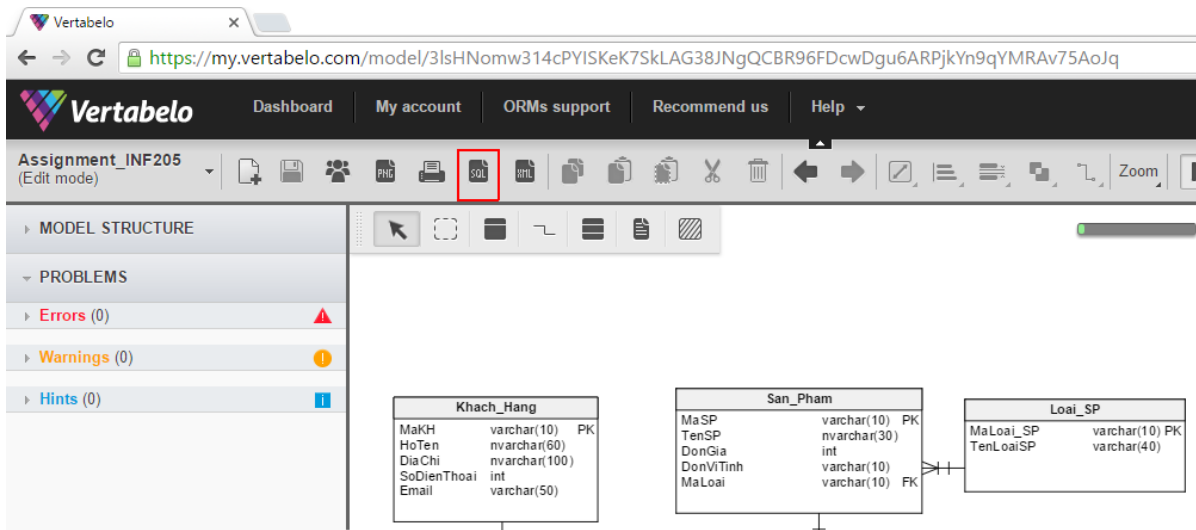 Vertabelo
https://my.vertabelo.com/model/3lsHNomw314cPYISKeK7SkLAG38JNgQCBR96FDcwDgu6ARPjkYn9qYMRAv75AoJq
Vertabelo Dashboard My account ORMs support Recommend us Help
Assignment_INF205
(Edit mode)
PNG SQL XML Zoom
MODEL STRUCTURE
PROBLEMS
Errors (0)
Warnings (0)
Hints (0)
Khach_Hang
MaKH varchar(10) PK
HoTen nvarchar(60)
DiaChi nvarchar(100)
SoDienThoai int
Email varchar(50)
San_Pham
MaSP varchar(10) PK
TenSP nvarchar(30)
DonGia int
DonViTinh varchar(10)
MaLoai varchar(10) FK
Loai_SP
MaLoai_SP varchar(10) PK
TenLoaiSP varchar(40)